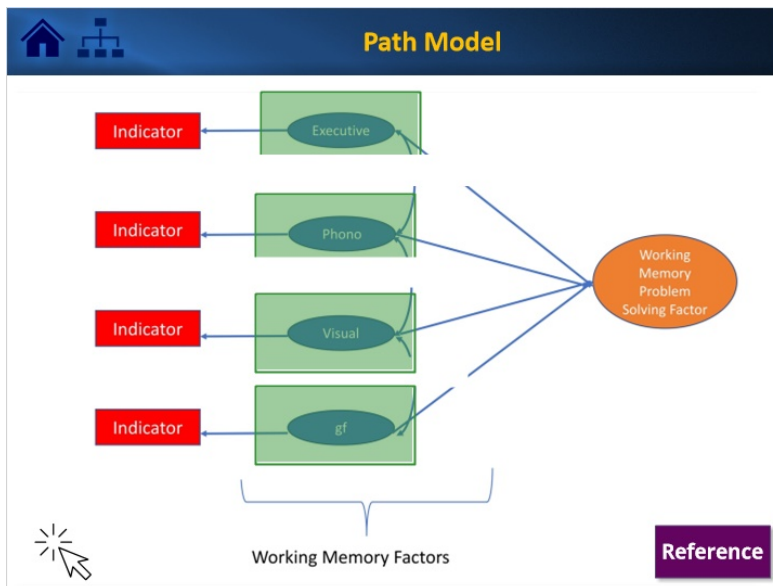 Path Model
Indicator
Executive
Indicator
Phono
Indicator
Visual
Indicator
gf
Working
Memory
Problem
Solving Factor
Working Memory Factors
Reference